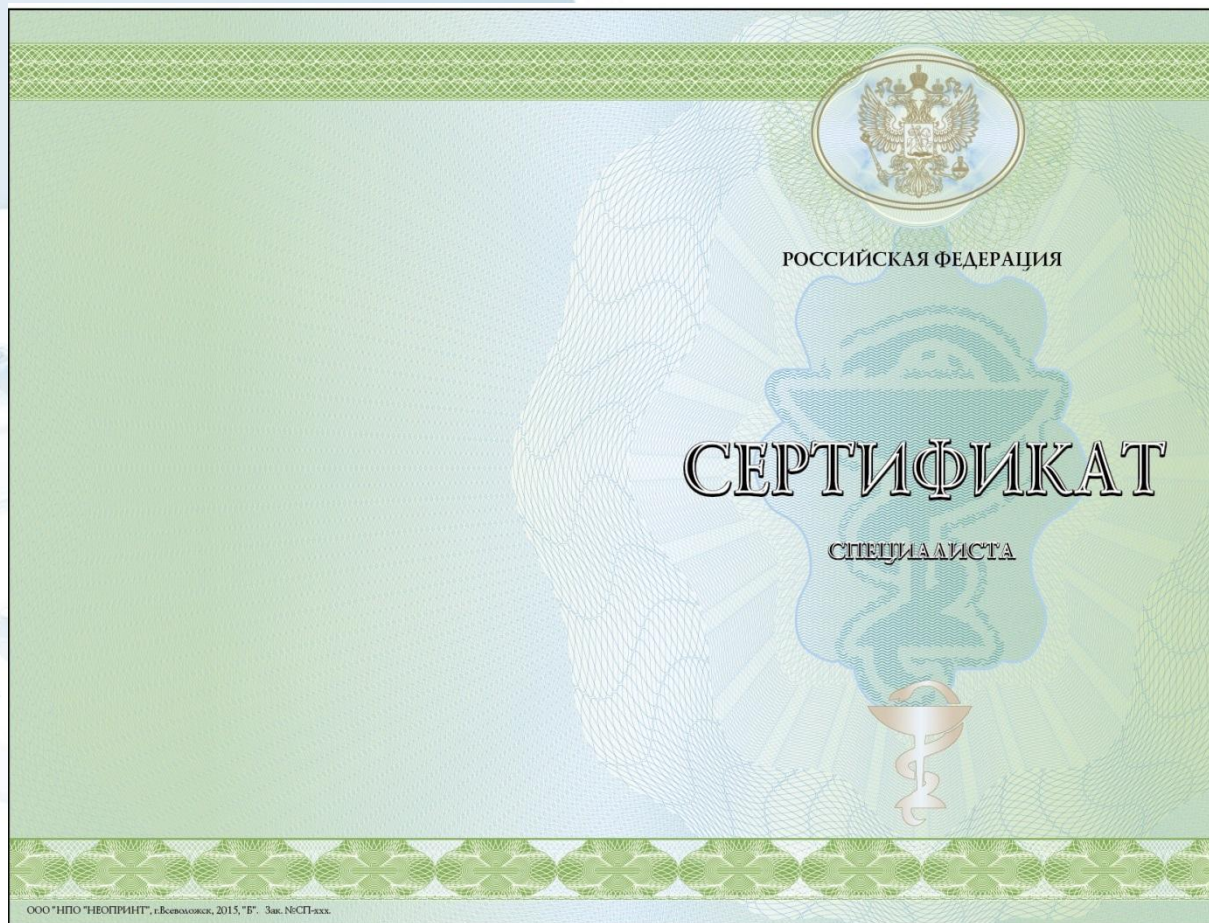 РОССИЙСКАЯ ФЕДЕРАЦИЯ
СЕРТИФИКАТ
СПЕЦИАЛИСТА
ООО "НПО "НЕОПРИНТ", г.Всеволожск, 2015, "Б". Зак. №СП-ххх.